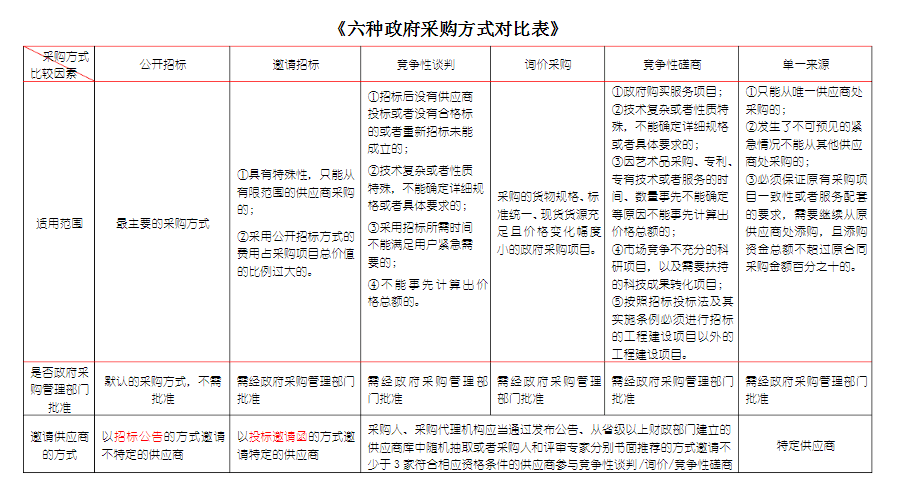 《六种政府采购方式对比表》
采购方式
比较因素
公开招标
邀请招标
竞争性谈判
询价采购
竞争性磋商
单一来源
适用范围
最主要的采购方式
①具有特殊性，只能从
有限范围的供应商采购
的；
②采用公开招标方式的
费用占采购项目总价值
的比例过大的。
①招标后没有供应商
投标或者没有合格标
的或者重新招标未能
成立的；
②技术复杂或者性质
特殊，不能确定详细规
格或者具体要求的；
③采用招标所需时间
不能满足用户紧急需
要的；
④不能事先计算出价
格总额的。
采购的货物规格、标
准统一、现货货源充
足且价格变化幅度
小的政府采购项目。
①政府购买服务项目；
②技术复杂或者性质特
殊，不能确定详细规格
或者具体要求的；
③因艺术品采购、专利、
专有技术或者服务的时
间、数量事先不能确定
等原因不能事先计算出
价格总额的；
④市场竞争不充分的科
研项目，以及需要扶持
的科技成果转化项目；
⑤按照招标投标法及其
实施条例必须进行招标
的工程建设项目以外的
工程建设项目。
①只能从唯一供应商处
采购的；
②发生了不可预见的紧
急情况不能从其他供应
商处采购的；
③必须保证原有采购项
目一致性或者服务配套
的要求，需要继续从原
供应商处添购，且添购
资金总额不超过原合同
采购金额百分之十的。
是否政府采
购管理部门
批准
默认的采购方式，不需
批准
需经政府采购管理部门
批准
需经政府采购管理部
门批准
需经政府采购管理
部门批准
需经政府采购管理部门
批准
需经政府采购管理部门
批准
邀请供应商
的方式
以招标公告的方式邀请
不特定的供应商
以投标邀请函的方式邀
请特定的供应商
采购人、采购代理机构应当通过发布公告、从省级以上财政部门建立的
供应商库中随机抽取或者采购人和评审专家分别书面推荐的方式邀请不
少于 3 家符合相应资格条件的供应商参与竞争性谈判/询价/竞争性磋商
特定供应商